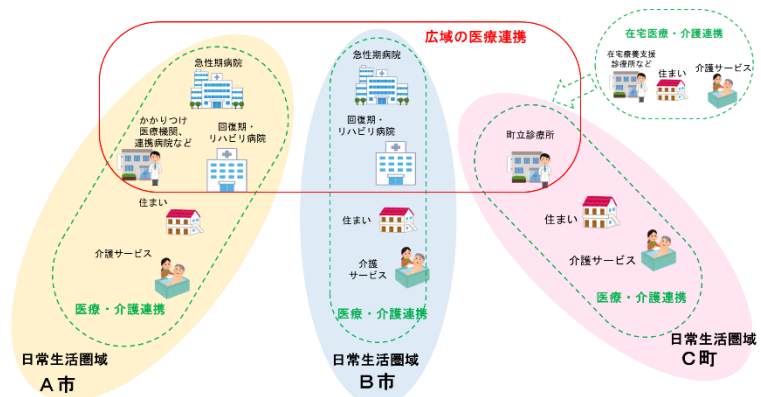 広域の医療連携
急性期病院
かかりつけ
医療機関、
連携病院など
回復期・
リハビリ病院
住まい
介護サービス
医療・介護連携
日常生活圏域
A市
急性期病院
回復期・
リハビリ病院
住まい
介護
サービス
医療・介護連携
日常生活圏域
B市
在宅医療・介護連携
在宅療養支援
診療所など
住まい
介護サービス
町立診療所
住まい
介護サービス
医療・介護連携
日常生活圏域
C町